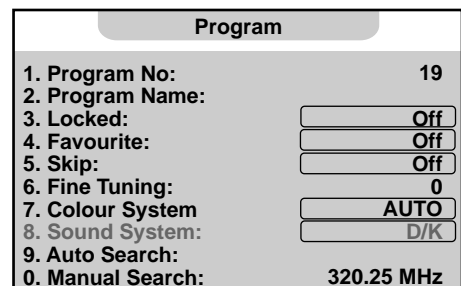 Program
1. Program No: 19
2. Program Name:
3. Locked: Off
4. Favourite: Off
5. Skip: Off
6. Fine Tuning: 0
7. Colour System AUTO
8. Sound System: D/K
9. Auto Search:
0. Manual Search: 320.25 MHz